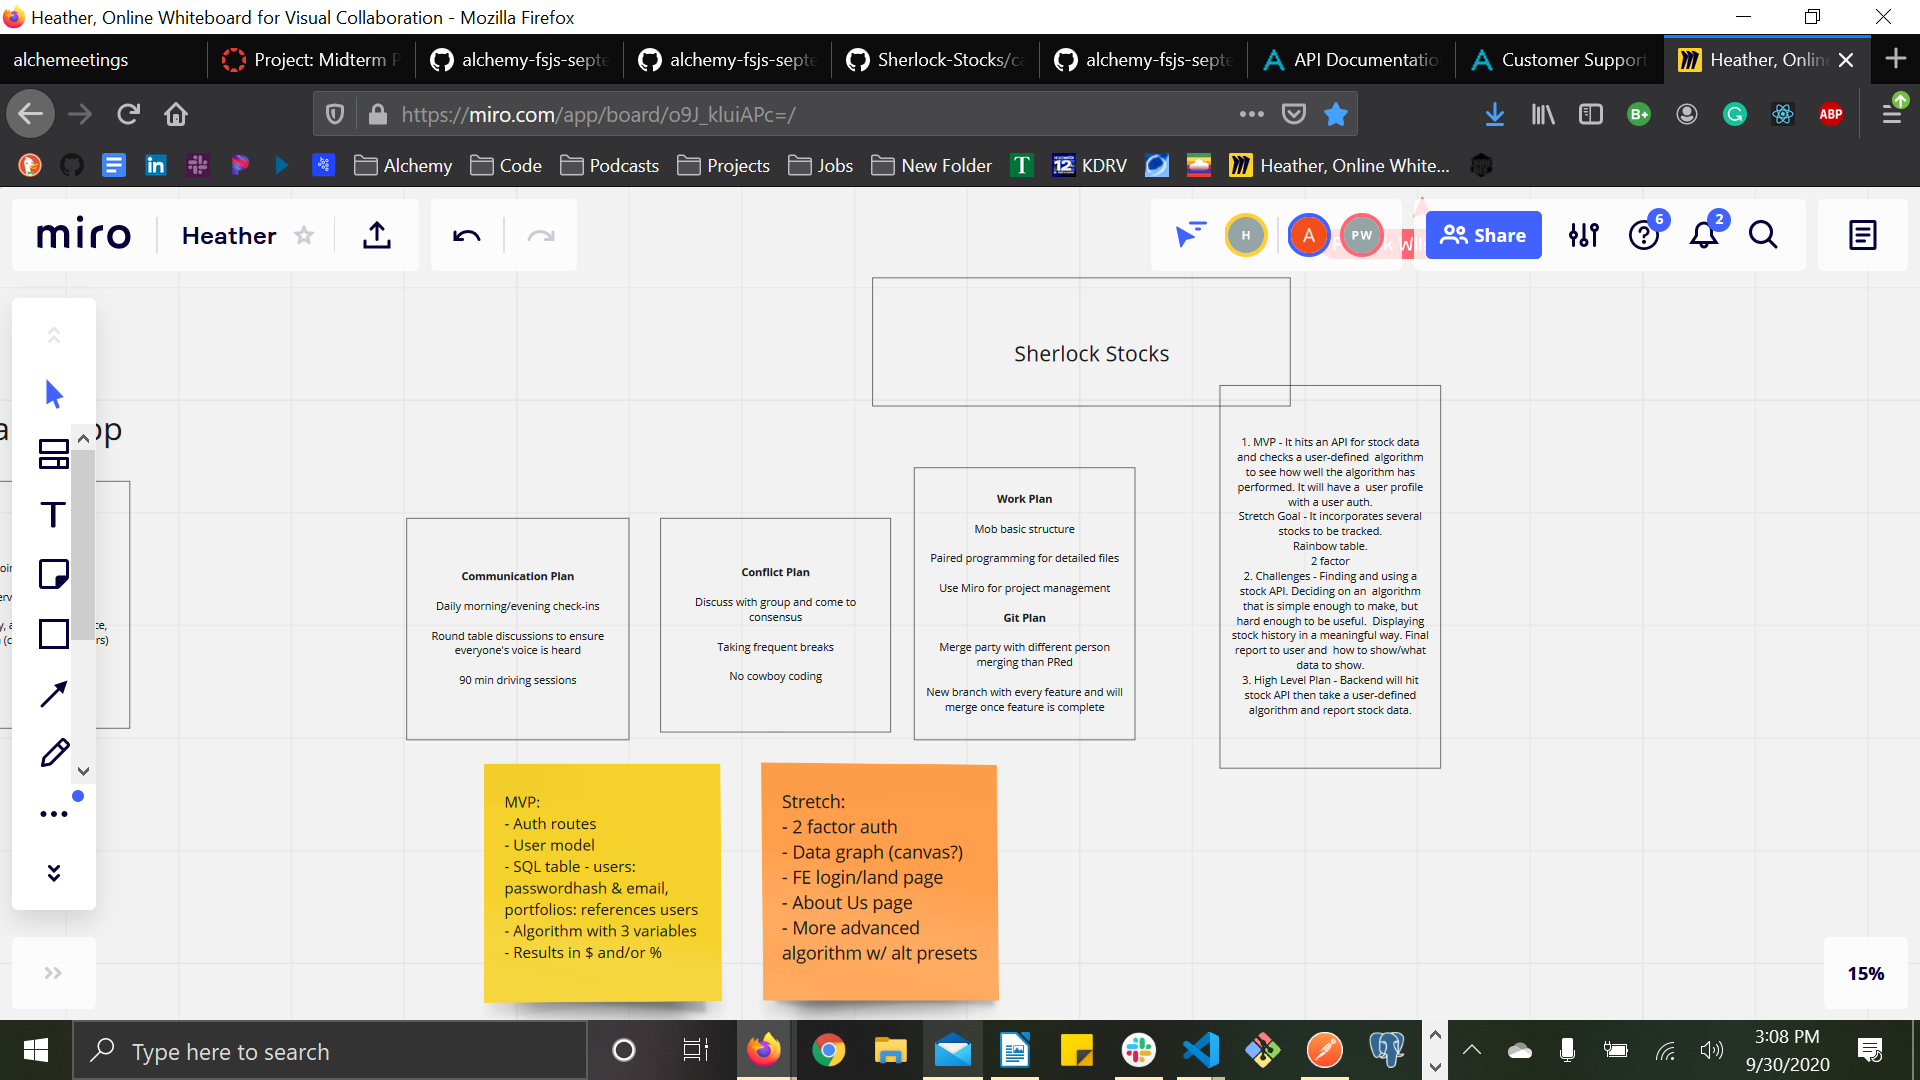 Heather, Online Whiteboard for Visual Collaboration - Mozilla Firefox
alchemeetings
Project: Midterm P
alchemy-fsjs-septe
alchemy-fsjs-septe
Sherlock-Stocks/ca
alchemy-fsjs-septe
API Documentatio
Customer Support
Heather, Online
https://miro.com/app/board/o9J_kluiAPc=/
B+
ABP
Alchemy
Code
Podcasts
Projects
Jobs
New Folder
T
12
KDRV
Heather, Online White...
miro
Heather
H
A
PW
Share
6
2
Sherlock Stocks
pp
Communication Plan
Daily morning/evening check-ins
Round table discussions to ensure
everyone's voice is heard
90 min driving sessions
Conflict Plan
Discuss with group and come to
consensus
Taking frequent breaks
No cowboy coding
Work Plan
Mob basic structure
Paired programming for detailed files
Use Miro for project management
Git Plan
Merge party with different person
merging than PRed
New branch with every feature and will
merge once feature is complete
1. MVP - It hits an API for stock data
and checks a user-defined algorithm
to see how well the algorithm has
performed. It will have a user profile
with a user auth.
Stretch Goal - It incorporates several
stocks to be tracked.
Rainbow table.
2 factor
2. Challenges - Finding and using a
stock API. Deciding on an algorithm
that is simple enough to make, but
hard enough to be useful. Displaying
stock history in a meaningful way. Final
report to user and how to show/what
data to show.
3. High Level Plan - Backend will hit
stock API then take a user-defined
algorithm and report stock data.
MVP:
- Auth routes
- User model
- SQL table - users:
passwordhash & email,
portfolios: references users
- Algorithm with 3 variables
- Results in $ and/or %
Stretch:
- 2 factor auth
- Data graph (canvas?)
- FE login/land page
- About Us page
- More advanced
algorithm w/ alt presets
15%
Type here to search
3:08 PM
9/30/2020